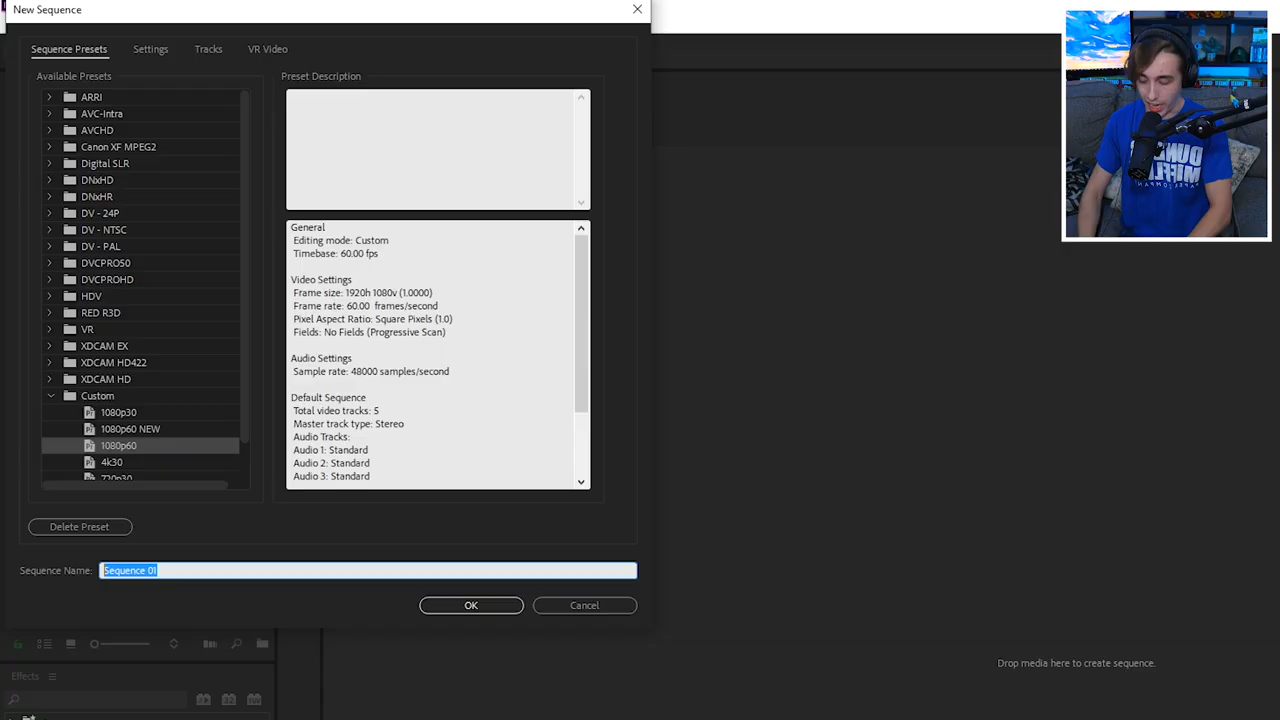 New Sequence
Sequence Presets
Settings
Tracks
VR Video
Available Presets
ARRI
AVC-Intra
AVCHD
Canon XF MPEG2
Digital SLR
DNxHD
DNxHR
DV - 24P
DV - NTSC
DV - PAL
DVCPRO50
DVCPROHD
HDV
RED R3D
VR
XDCAM EX
XDCAM HD422
XDCAM HD
Custom
1080p30
1080p60 NEW
1080p60
4k30
720p30
Delete Preset
Preset Description
General
Editing mode: Custom
Timebase: 60.00 fps
Video Settings
Frame size: 1920h 1080v (1.0000)
Frame rate: 60.00 frames/second
Pixel Aspect Ratio: Square Pixels (1.0)
Fields: No Fields (Progressive Scan)
Audio Settings
Sample rate: 48000 samples/second
Default Sequence
Total video tracks: 5
Master track type: Stereo
Audio Tracks:
Audio 1: Standard
Audio 2: Standard
Audio 3: Standard
Sequence Name: Sequence 01
OK
Cancel
Effects
32
Drop media here to create sequence.